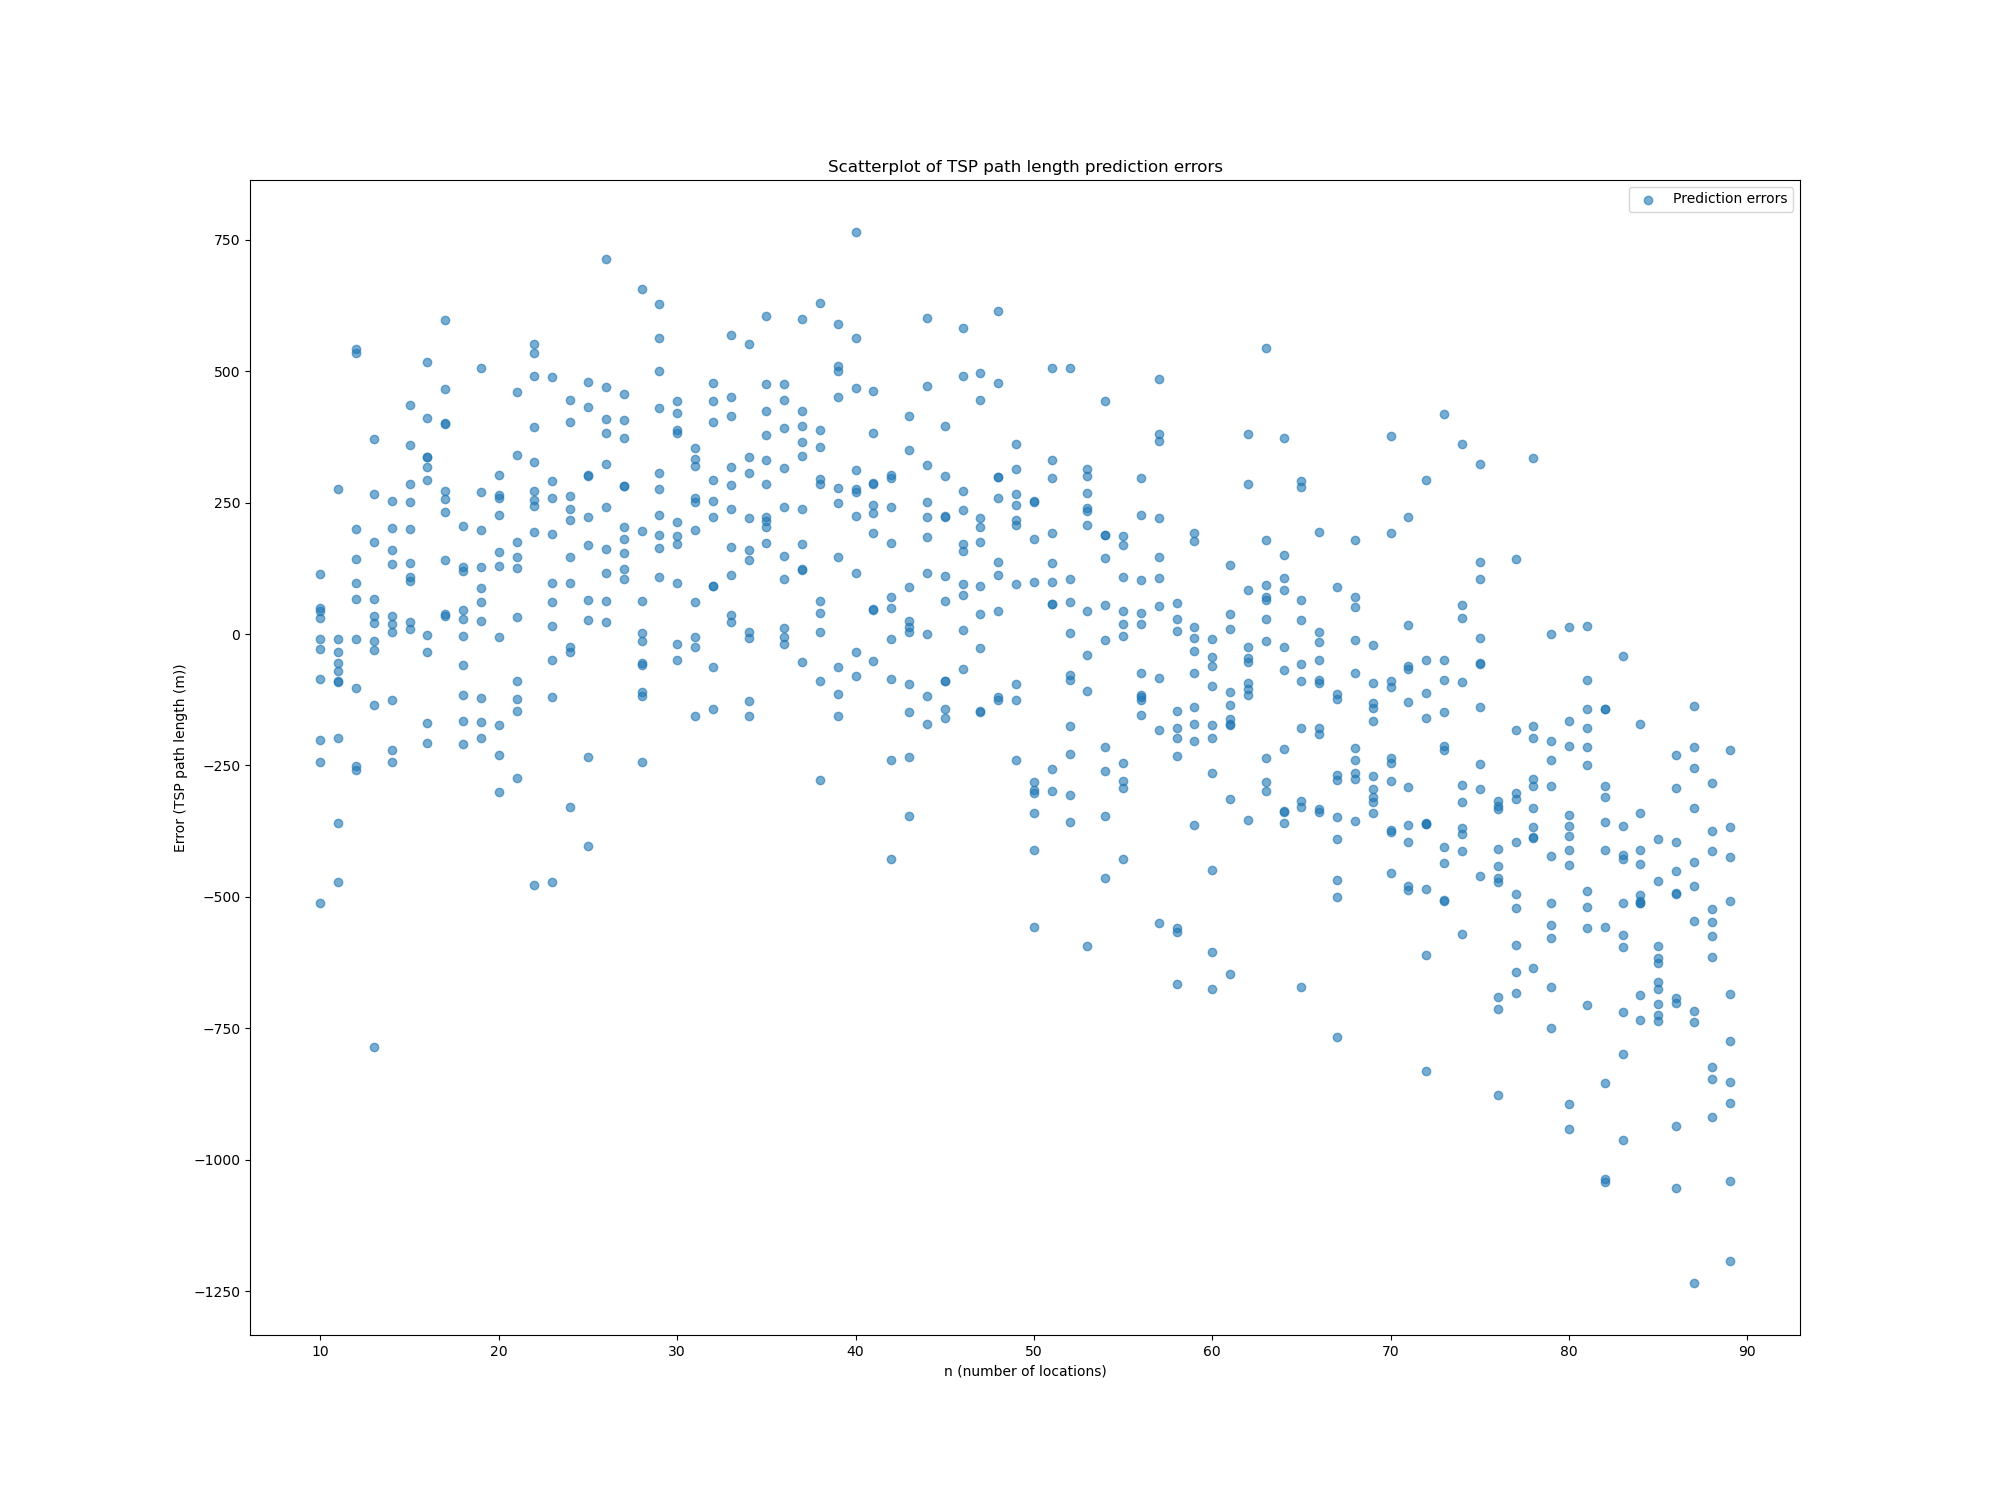 Scatterplot of TSP path length prediction errors
Prediction errors
750
500
250
0
−250
−500
−750
−1000
−1250
Error (TSP path length (m))
10 20 30 40 50 60 70 80 90
n (number of locations)